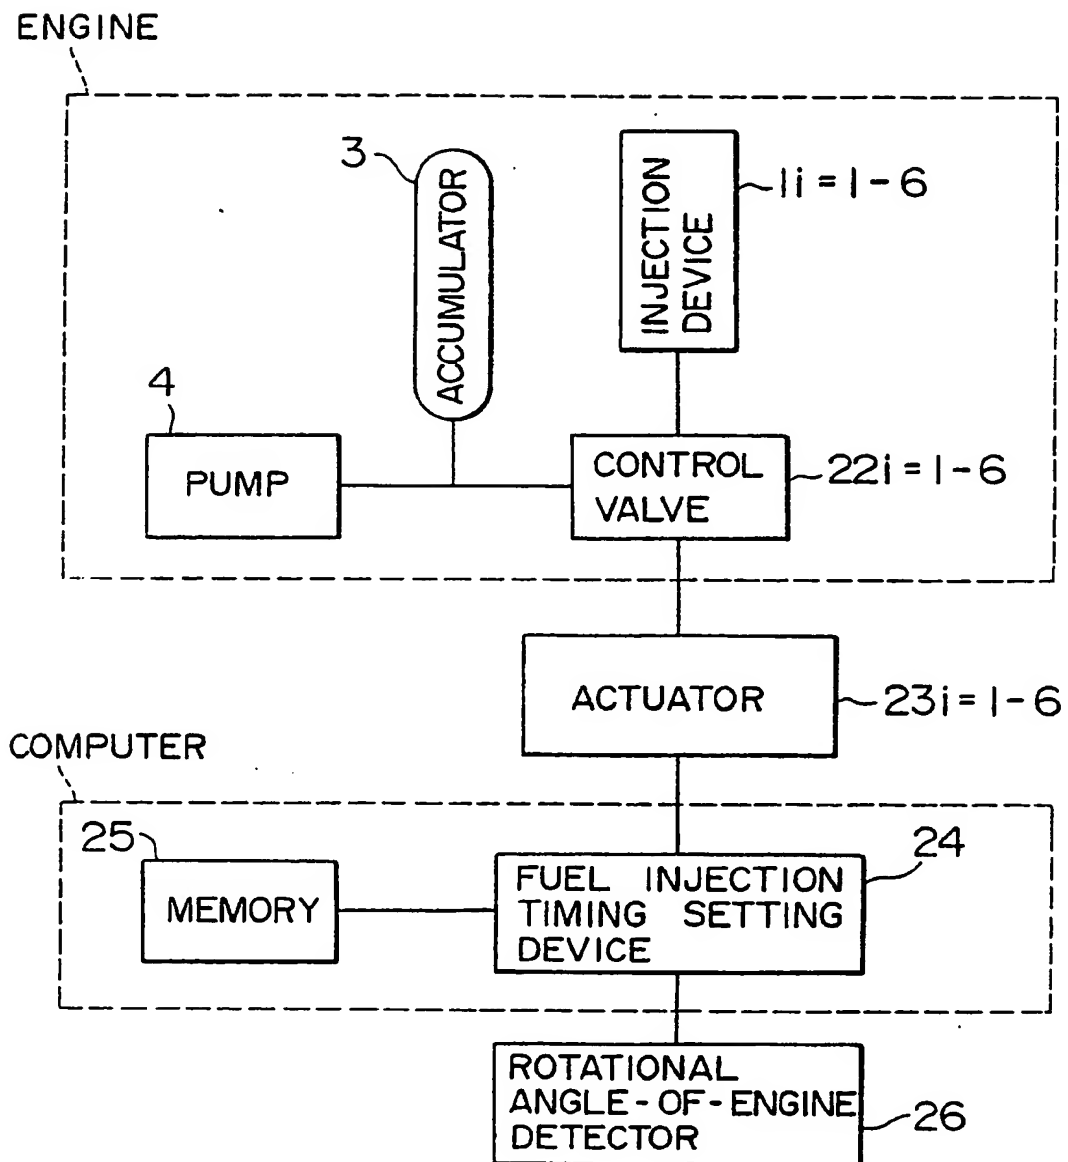 ENGINE
3
ACCUMULATOR
INJECTION
DEVICE
1i = 1-6
4
PUMP
CONTROL
VALVE
22i = 1-6
ACTUATOR
23i = 1-6
COMPUTER
25
MEMORY
FUEL INJECTION
TIMING SETTING
DEVICE
24
ROTATIONAL
ANGLE-OF-ENGINE
DETECTOR
26